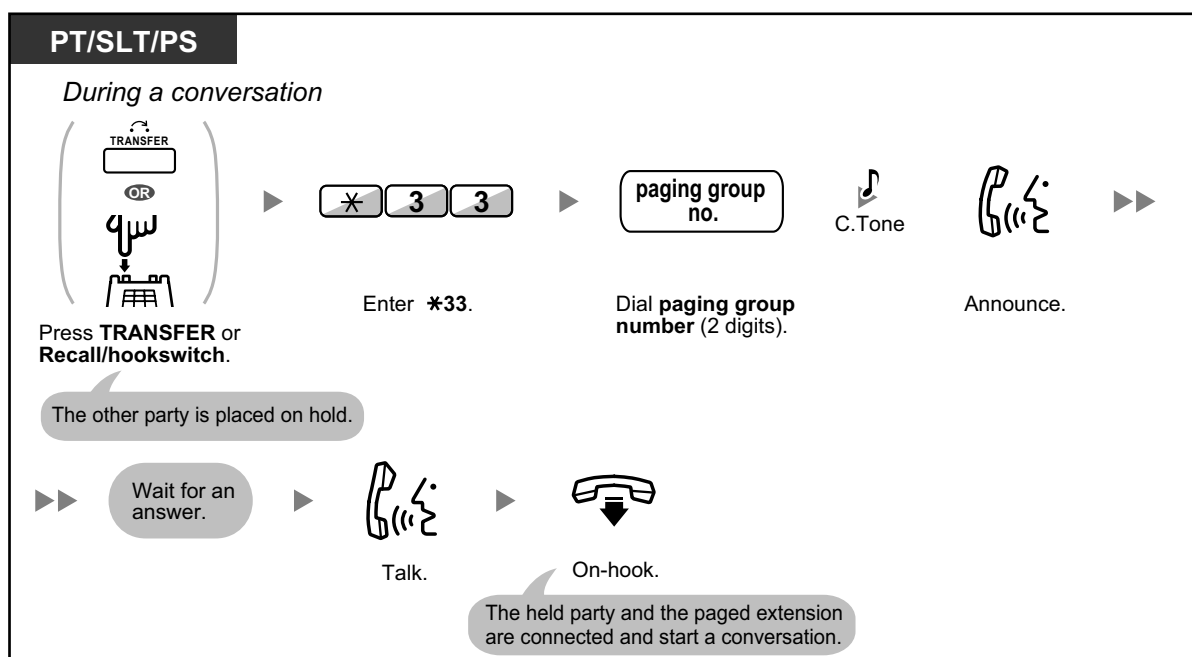 PT/SLT/PS
During a conversation
TRANSFER
OR
✳ 3 3
paging group
no.
C.Tone
Press TRANSFER or
Recall/hookswitch.
Enter ✳33.
Dial paging group
number (2 digits).
Announce.
The other party is placed on hold.
Wait for an
answer.
Talk.
On-hook.
The held party and the paged extension
are connected and start a conversation.